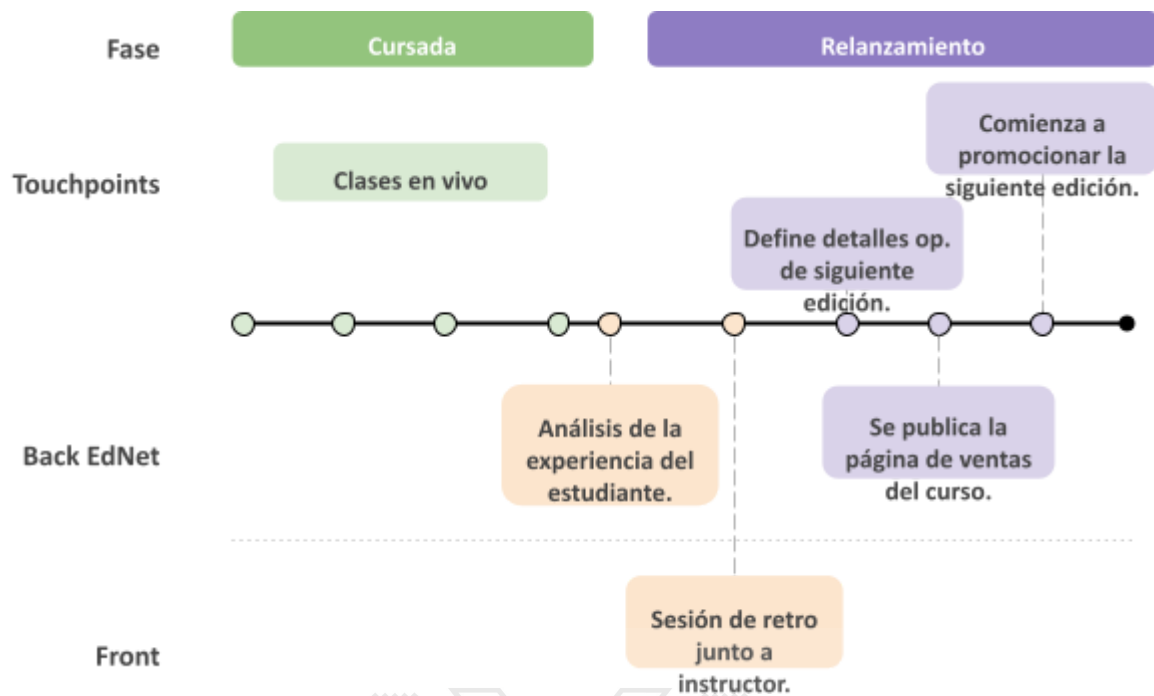 Fase
Cursada
Relanzamiento
Touchpoints
Clases en vivo
Comienza a
promocionar la
siguiente edición.
Define detalles op.
de siguiente
edición.
Back EdNet
Análisis de la
experiencia del
estudiante.
Se publica la
página de ventas
del curso.
Front
Sesión de retro
junto a
instructor.